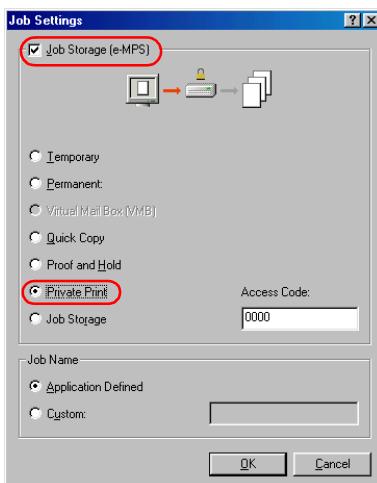 Job Settings
Job Storage (e-MPS)
Temporary
Permanent:
Virtual Mail Box (VMB)
Quick Copy
Proof and Hold
Private Print
Access Code:
Job Storage
0000
Job Name
Application Defined
Custom:
OK
Cancel